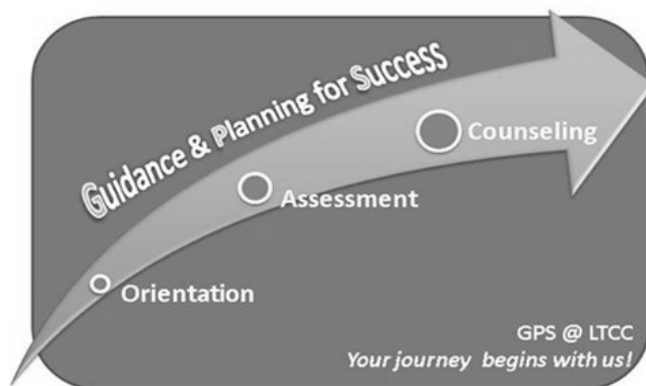 Guidance & Planning for Success
Counseling
Assessment
Orientation
GPS @ LTCC
Your journey begins with us!